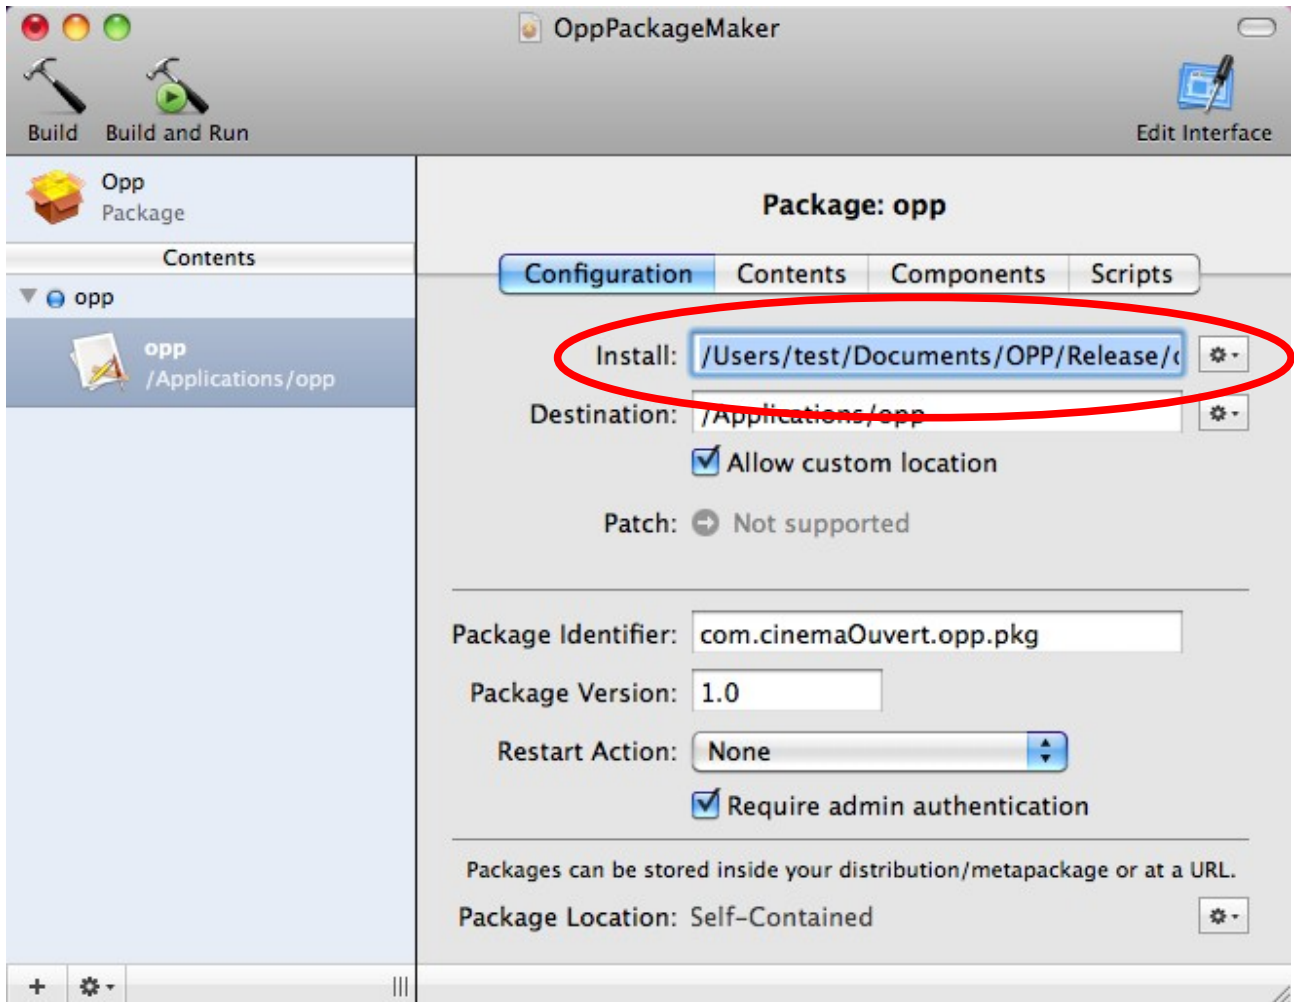 OppPackageMaker
Build
Build and Run
Edit Interface
Opp
Package
Contents
opp
opp
/Applications/opp
Package: opp
Configuration
Contents
Components
Scripts
Install: /Users/test/Documents/OPP/Release/
Destination: /Applications/opp
Allow custom location
Patch: Not supported
Package Identifier: com.cinemaOuvert.opp.pkg
Package Version: 1.0
Restart Action: None
Require admin authentication
Packages can be stored inside your distribution/metapackage or at a URL.
Package Location: Self-Contained